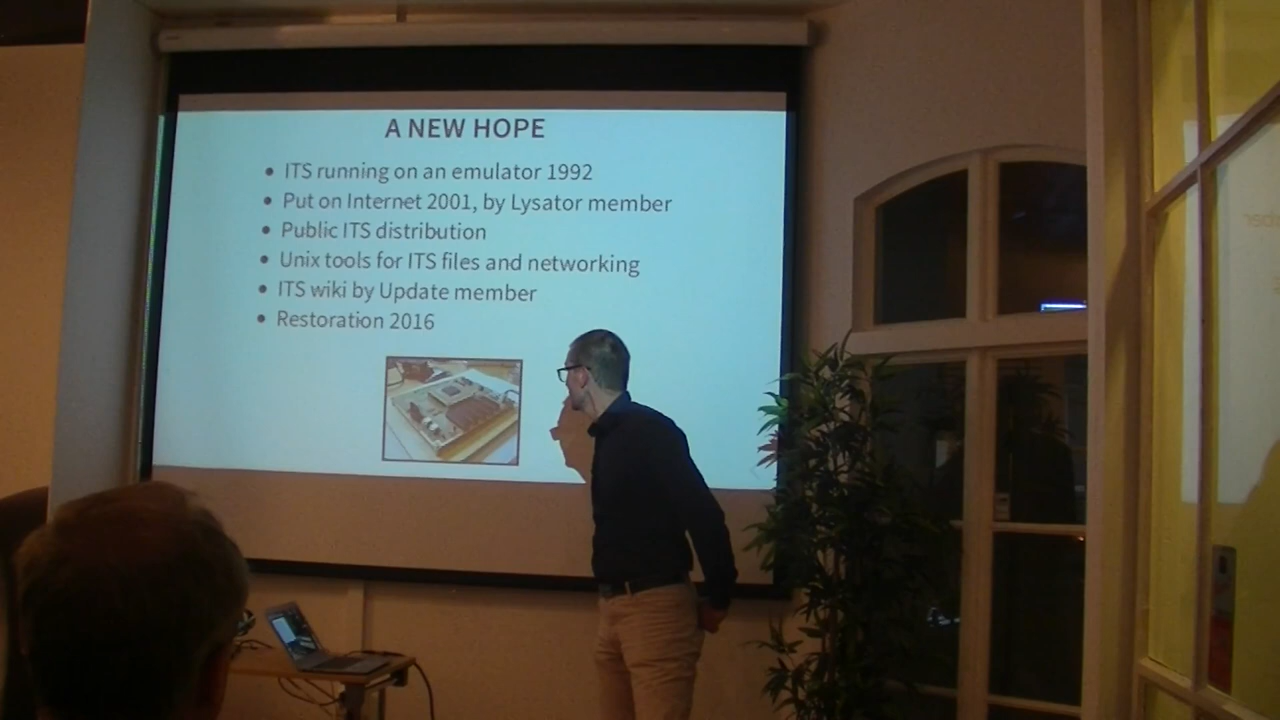 A NEW HOPE
ITS running on an emulator 1992
Put on Internet 2001, by Lysator member
Public ITS distribution
Unix tools for ITS files and networking
ITS wiki by Update member
Restoration 2016